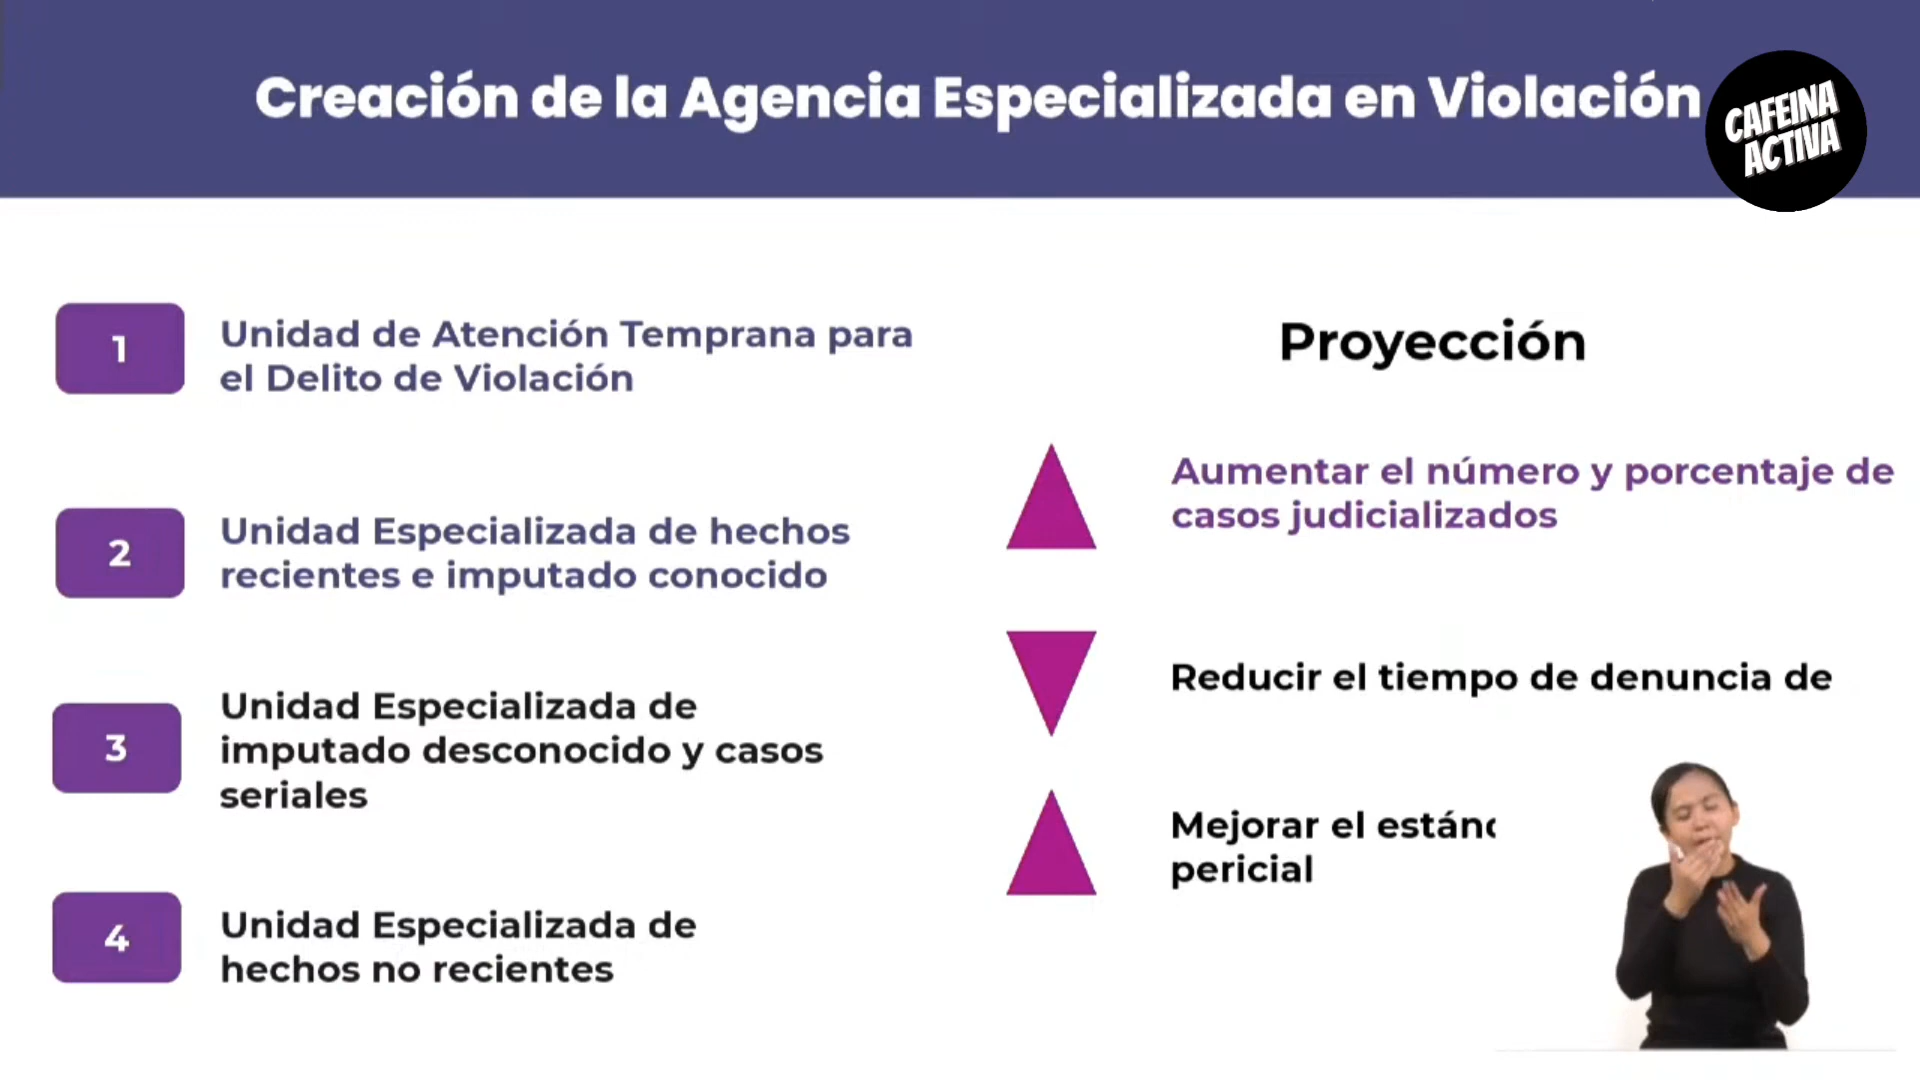 Creación de la Agencia Especializada en Violación
CAFEINA
ACTIVA
1
Unidad de Atención Temprana para
el Delito de Violación
2
Unidad Especializada de hechos
recientes e imputado conocido
3
Unidad Especializada de
imputado desconocido y casos
seriales
4
Unidad Especializada de
hechos no recientes
Proyección
Aumentar el número y porcentaje de
casos judicializados
Reducir el tiempo de denuncia de
Mejorar el
pericial